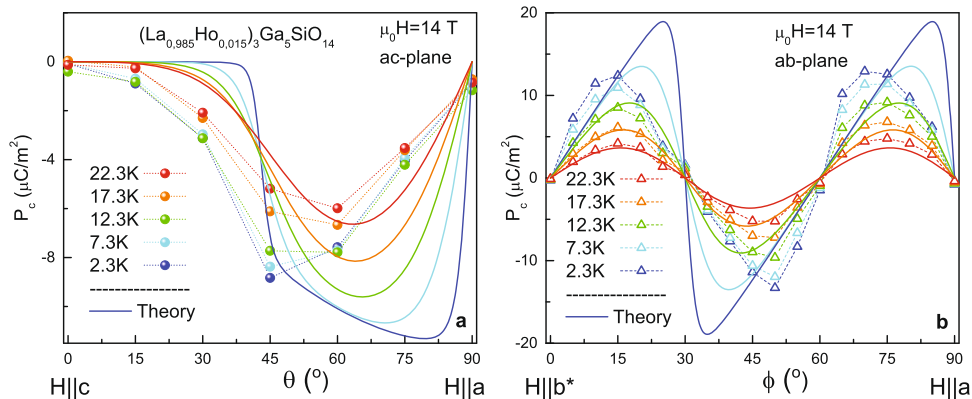 (La0,985Ho0,015)3Ga5SiO14
μ0H=14 T
ac-plane
Pc (μC/m²)
0
-4
-8
22.3K
17.3K
12.3K
7.3K
2.3K
Theory
a
0 15 30 45 60 75 90
H||c
θ (°)
H||a
μ0H=14 T
ab-plane
Pc (μC/m²)
20
10
0
-10
-20
22.3K
17.3K
12.3K
7.3K
2.3K
Theory
b
0 15 30 45 60 75 90
H||b*
ϕ (°)
H||a